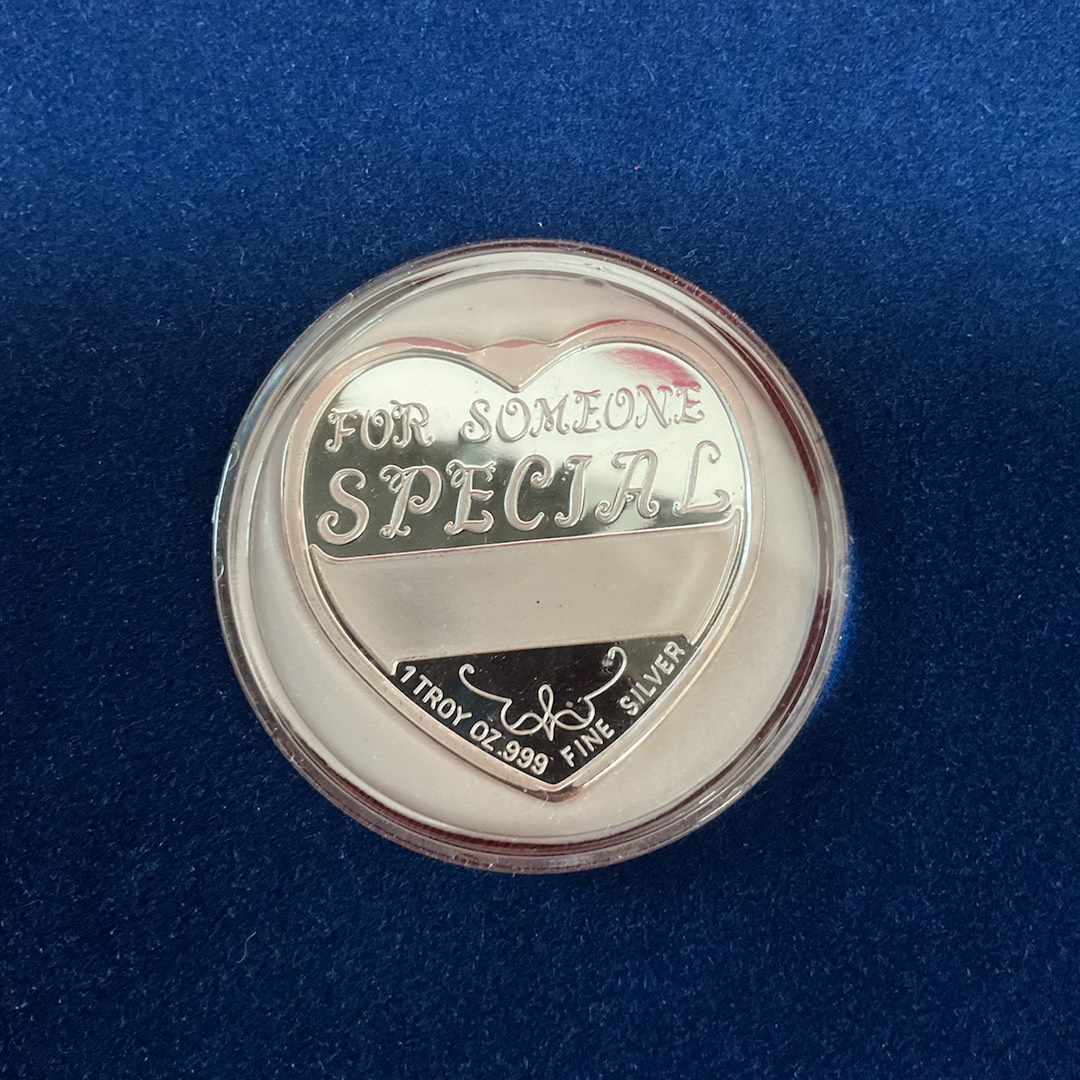 FOR SOMEONE
SPECIAL
1 TROY OZ .999 FINE SILVER